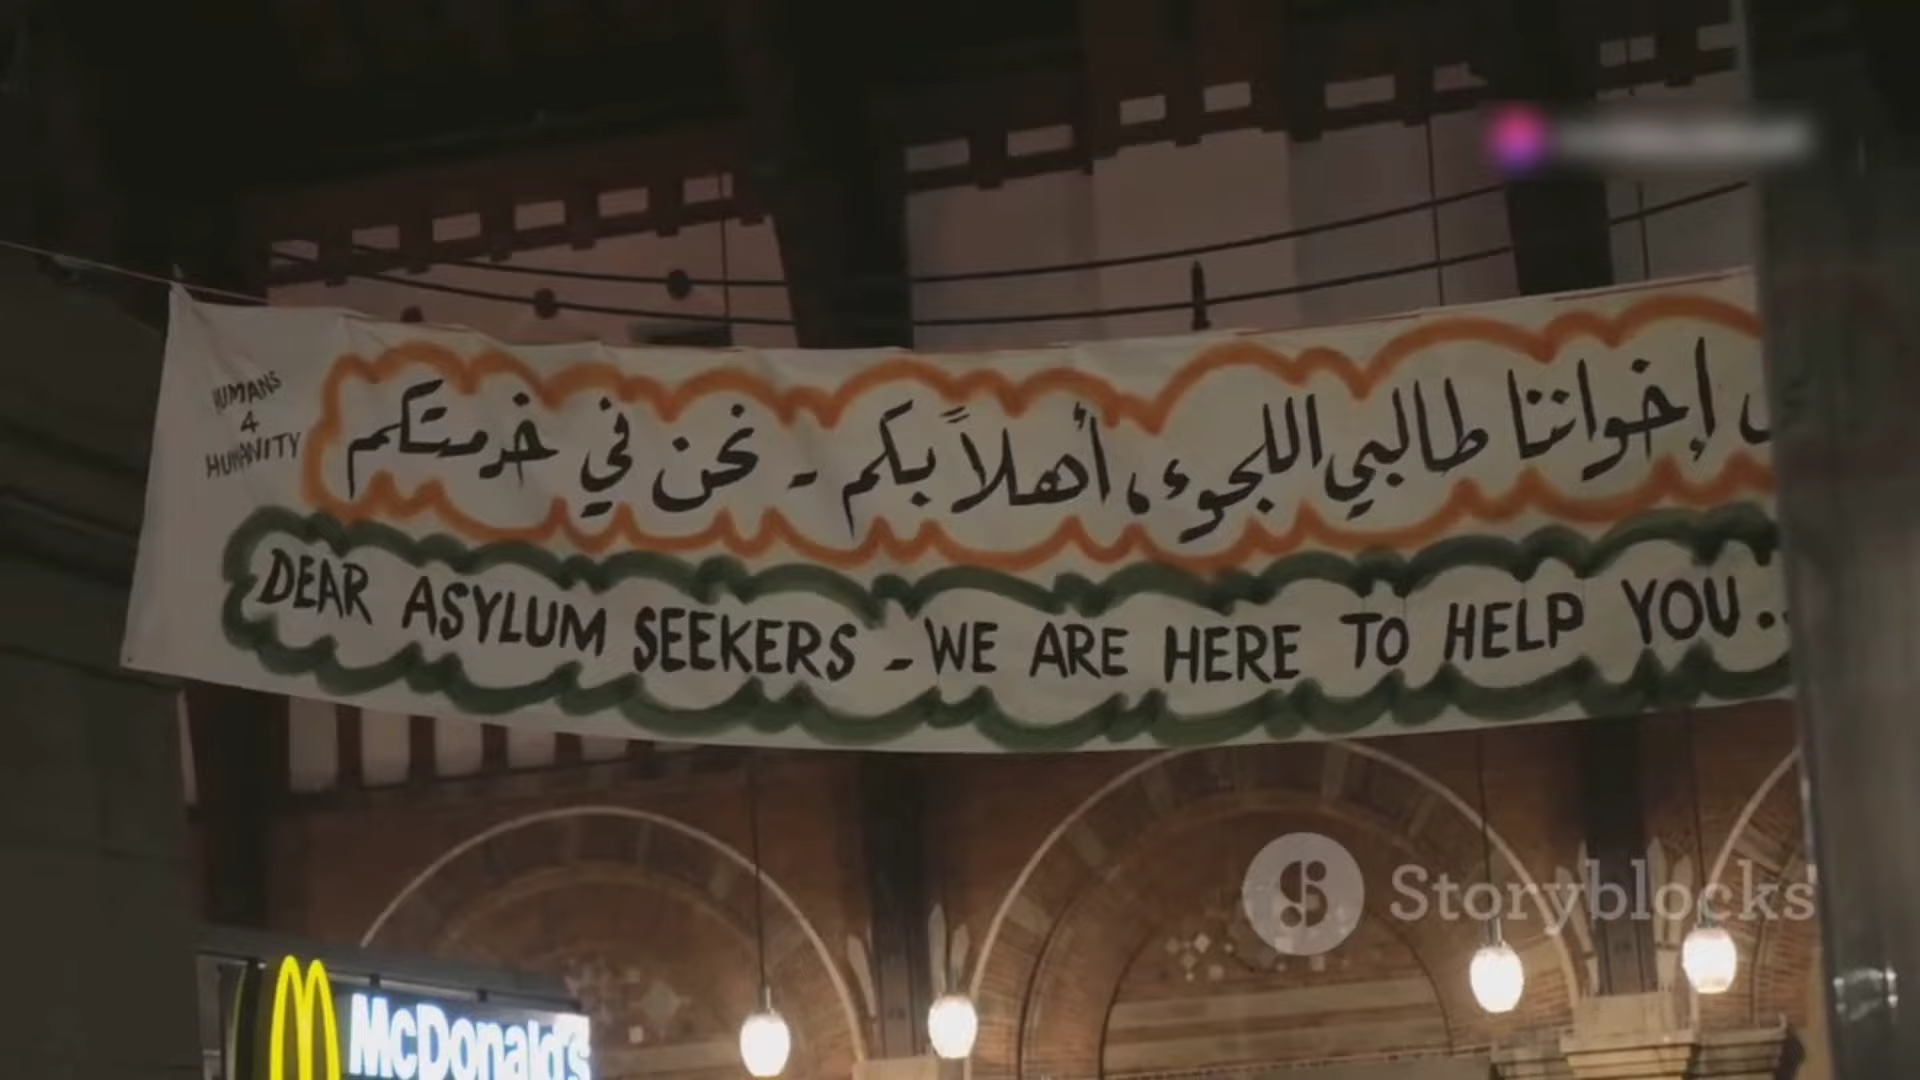 HUMANS
4
HUMANITY
إخواننا طالبي اللجوء، أهلاً بكم - نحن في خدمتكم
DEAR ASYLUM SEEKERS - WE ARE HERE TO HELP YOU..
Storyblocks
McDonald's